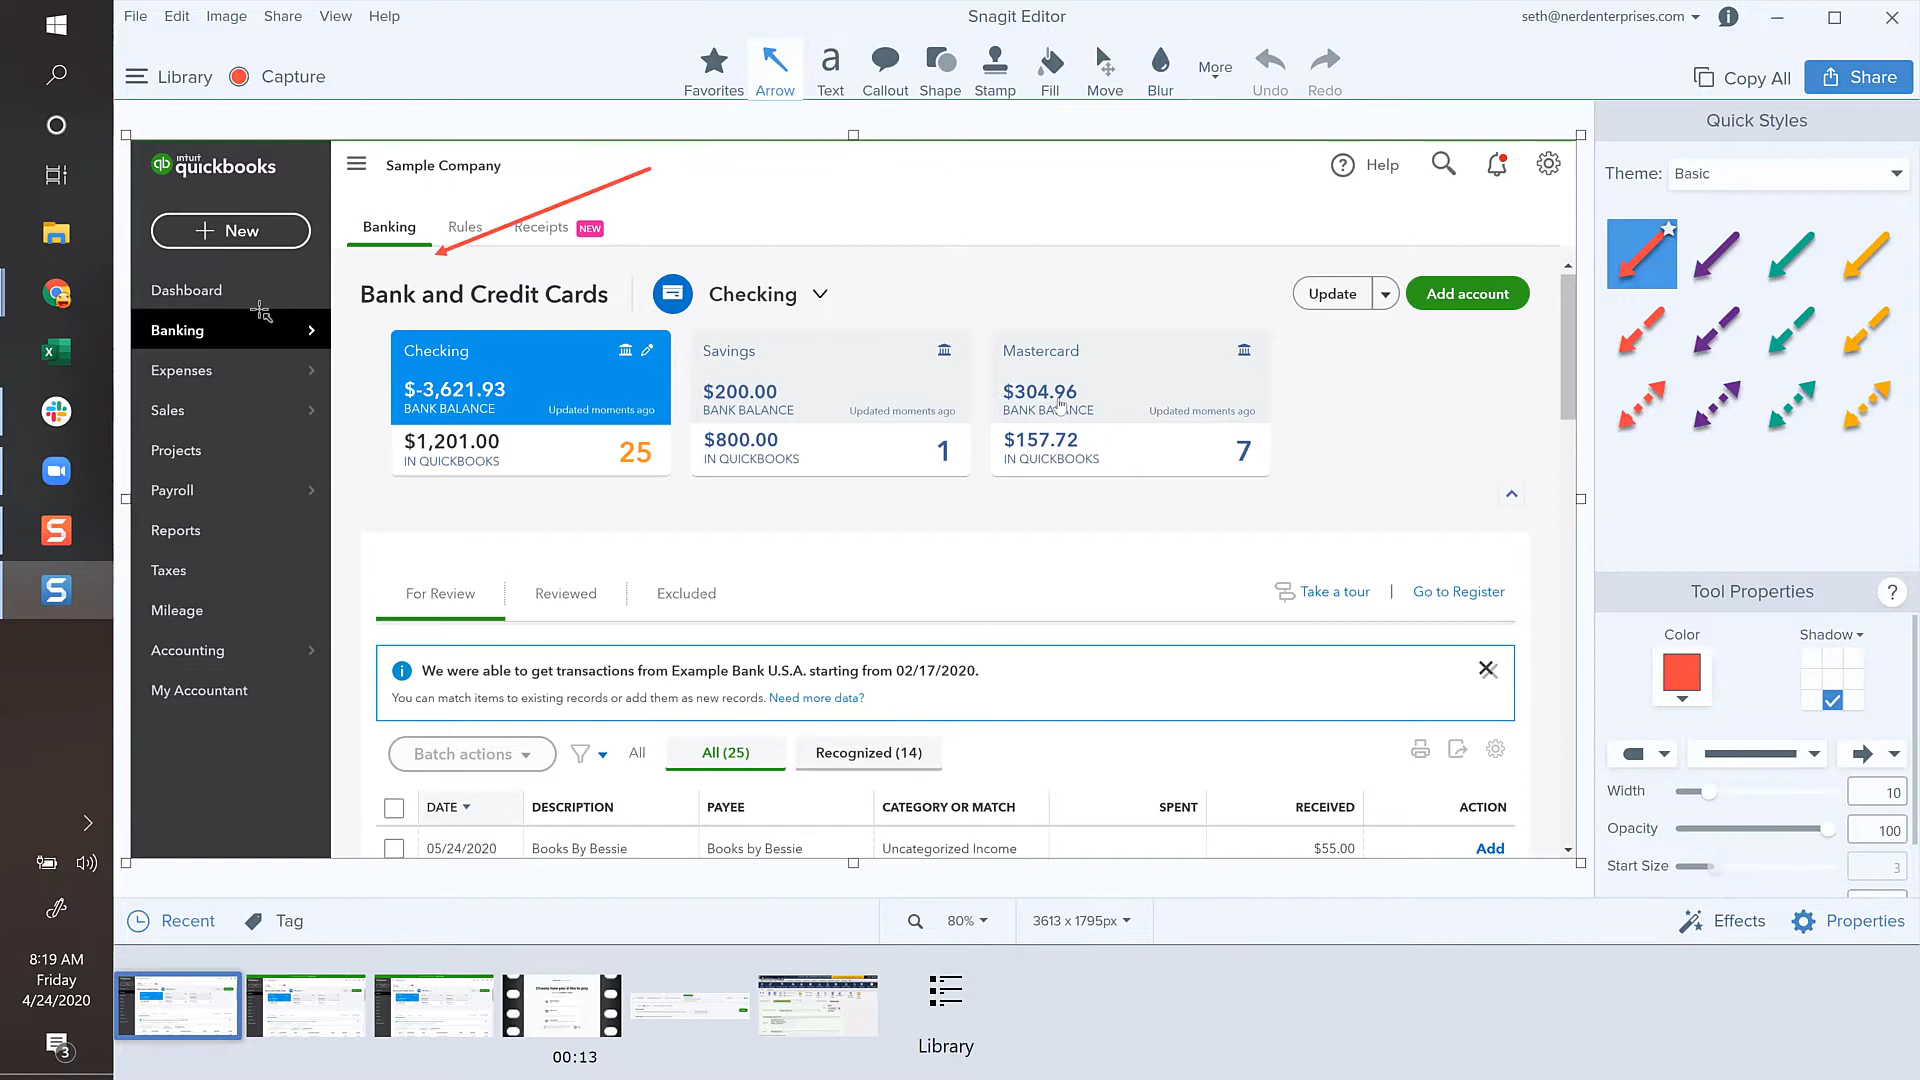 File Edit Image Share View Help
Snagit Editor
seth@nerdenterprises.com
Library Capture
Favorites Arrow Text Callout Shape Stamp Fill Move Blur More Undo Redo
Copy All Share
Quick Styles
Theme: Basic
intuit
quickbooks
Sample Company
Help
+ New
Banking Rules Receipts NEW
Dashboard
Banking
Expenses
Sales
Projects
Payroll
Reports
Taxes
Mileage
Accounting
My Accountant
Bank and Credit Cards Checking
Update Add account
Checking
$-3,621.93
BANK BALANCE Updated moments ago
$1,201.00
IN QUICKBOOKS 25
Savings
$200.00
BANK BALANCE Updated moments ago
$800.00
IN QUICKBOOKS 1
Mastercard
$304.96
BANK BALANCE Updated moments ago
$157.72
IN QUICKBOOKS 7
For Review Reviewed Excluded
Take a tour | Go to Register
We were able to get transactions from Example Bank U.S.A. starting from 02/17/2020.
You can match items to existing records or add them as new records. Need more data?
Batch actions All All (25) Recognized (14)
DATE DESCRIPTION PAYEE CATEGORY OR MATCH SPENT RECEIVED ACTION
05/24/2020 Books By Bessie Books by Bessie Uncategorized Income $55.00 Add
Tool Properties
Color Shadow
Width 10
Opacity 100
Start Size 3
Recent Tag
80% 3613 x 1795px
Effects Properties
8:19 AM
Friday
4/24/2020
3
00:13
Library